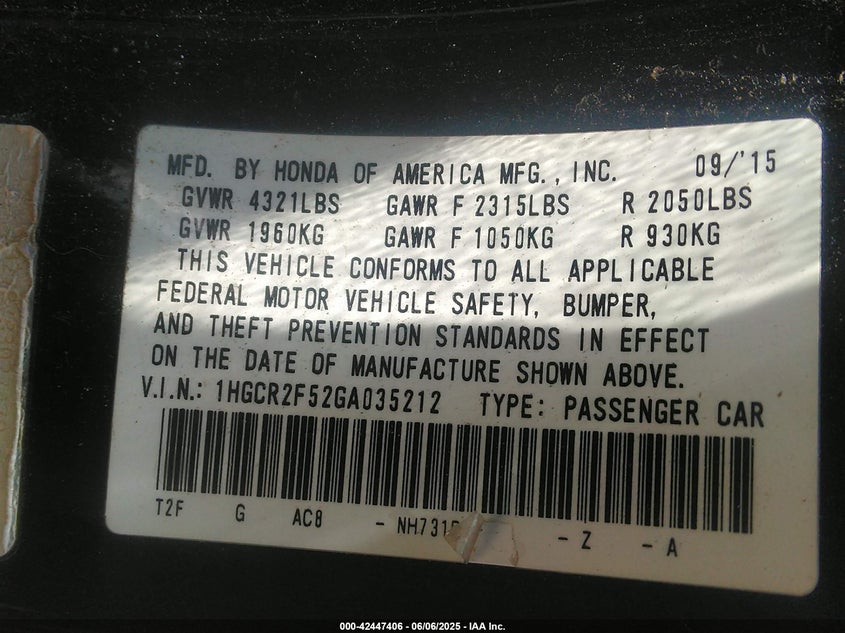 MFD. BY HONDA OF AMERICA MFG., INC. 09/'15
GVWR 4321LBS GAWR F 2315LBS R 2050LBS
GVWR 1960KG GAWR F 1050KG R 930KG
THIS VEHICLE CONFORMS TO ALL APPLICABLE
FEDERAL MOTOR VEHICLE SAFETY, BUMPER,
AND THEFT PREVENTION STANDARDS IN EFFECT
ON THE DATE OF MANUFACTURE SHOWN ABOVE.
V.I.N.: 1HGCR2F52GA035212 TYPE: PASSENGER CAR
T2F G AC8 - NH731P - Z - A
000-42447406 - 06/06/2025 - IAA Inc.